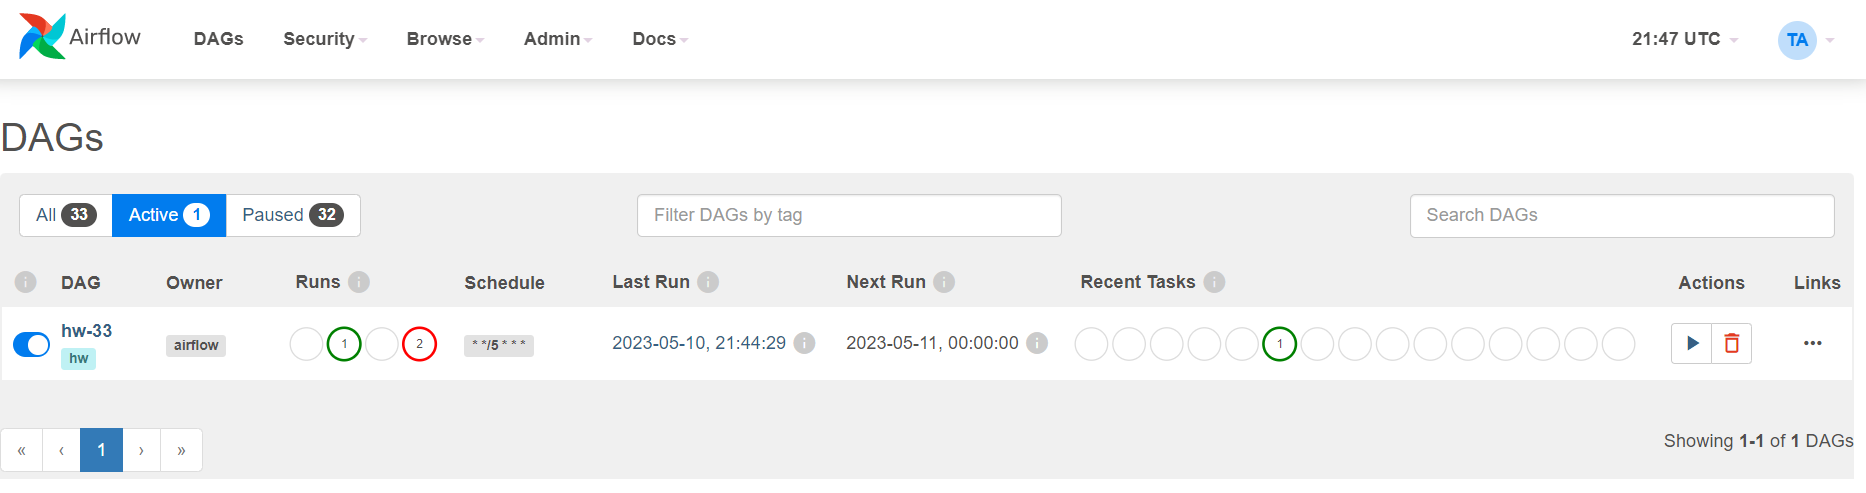 Airflow DAGs Security Browse Admin Docs 21:47 UTC TA
DAGs
All 33 Active 1 Paused 32 Filter DAGs by tag Search DAGs
i DAG Owner Runs i Schedule Last Run i Next Run i Recent Tasks i Actions Links
hw-33
hw
airflow 1 2 * */5 * * * 2023-05-10, 21:44:29 i 2023-05-11, 00:00:00 i 1 ···
« ‹ 1 › »
Showing 1-1 of 1 DAGs